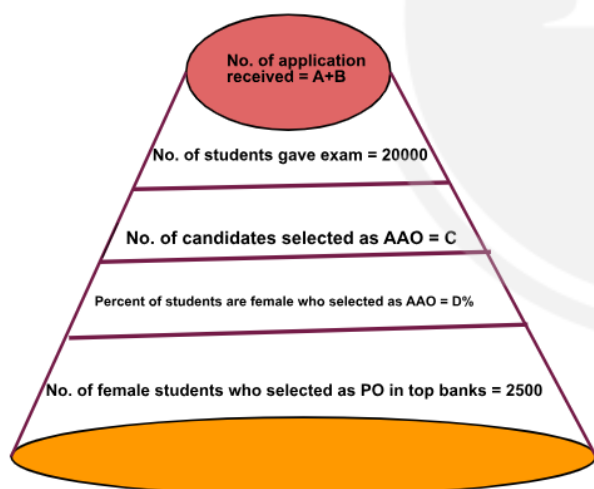 No. of application
received = A+B
No. of students gave exam = 20000
No. of candidates selected as AAO = C
Percent of students are female who selected as AAO = D%
No. of female students who selected as PO in top banks = 2500